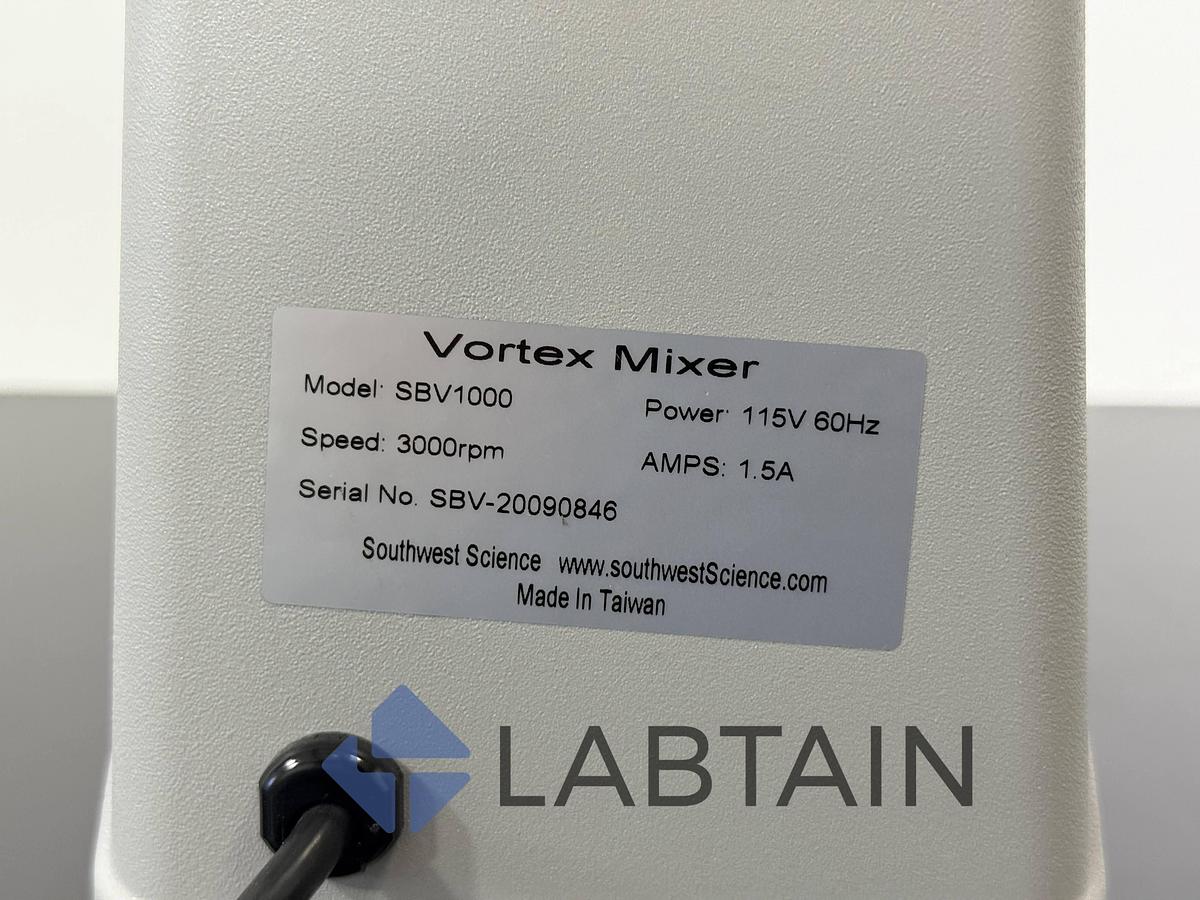 Vortex Mixer
Model: SBV1000
Power: 115V 60Hz
Speed: 3000rpm
AMPS: 1.5A
Serial No. SBV-20090846
Southwest Science www.southwestScience.com
Made In Taiwan
LABTAIN